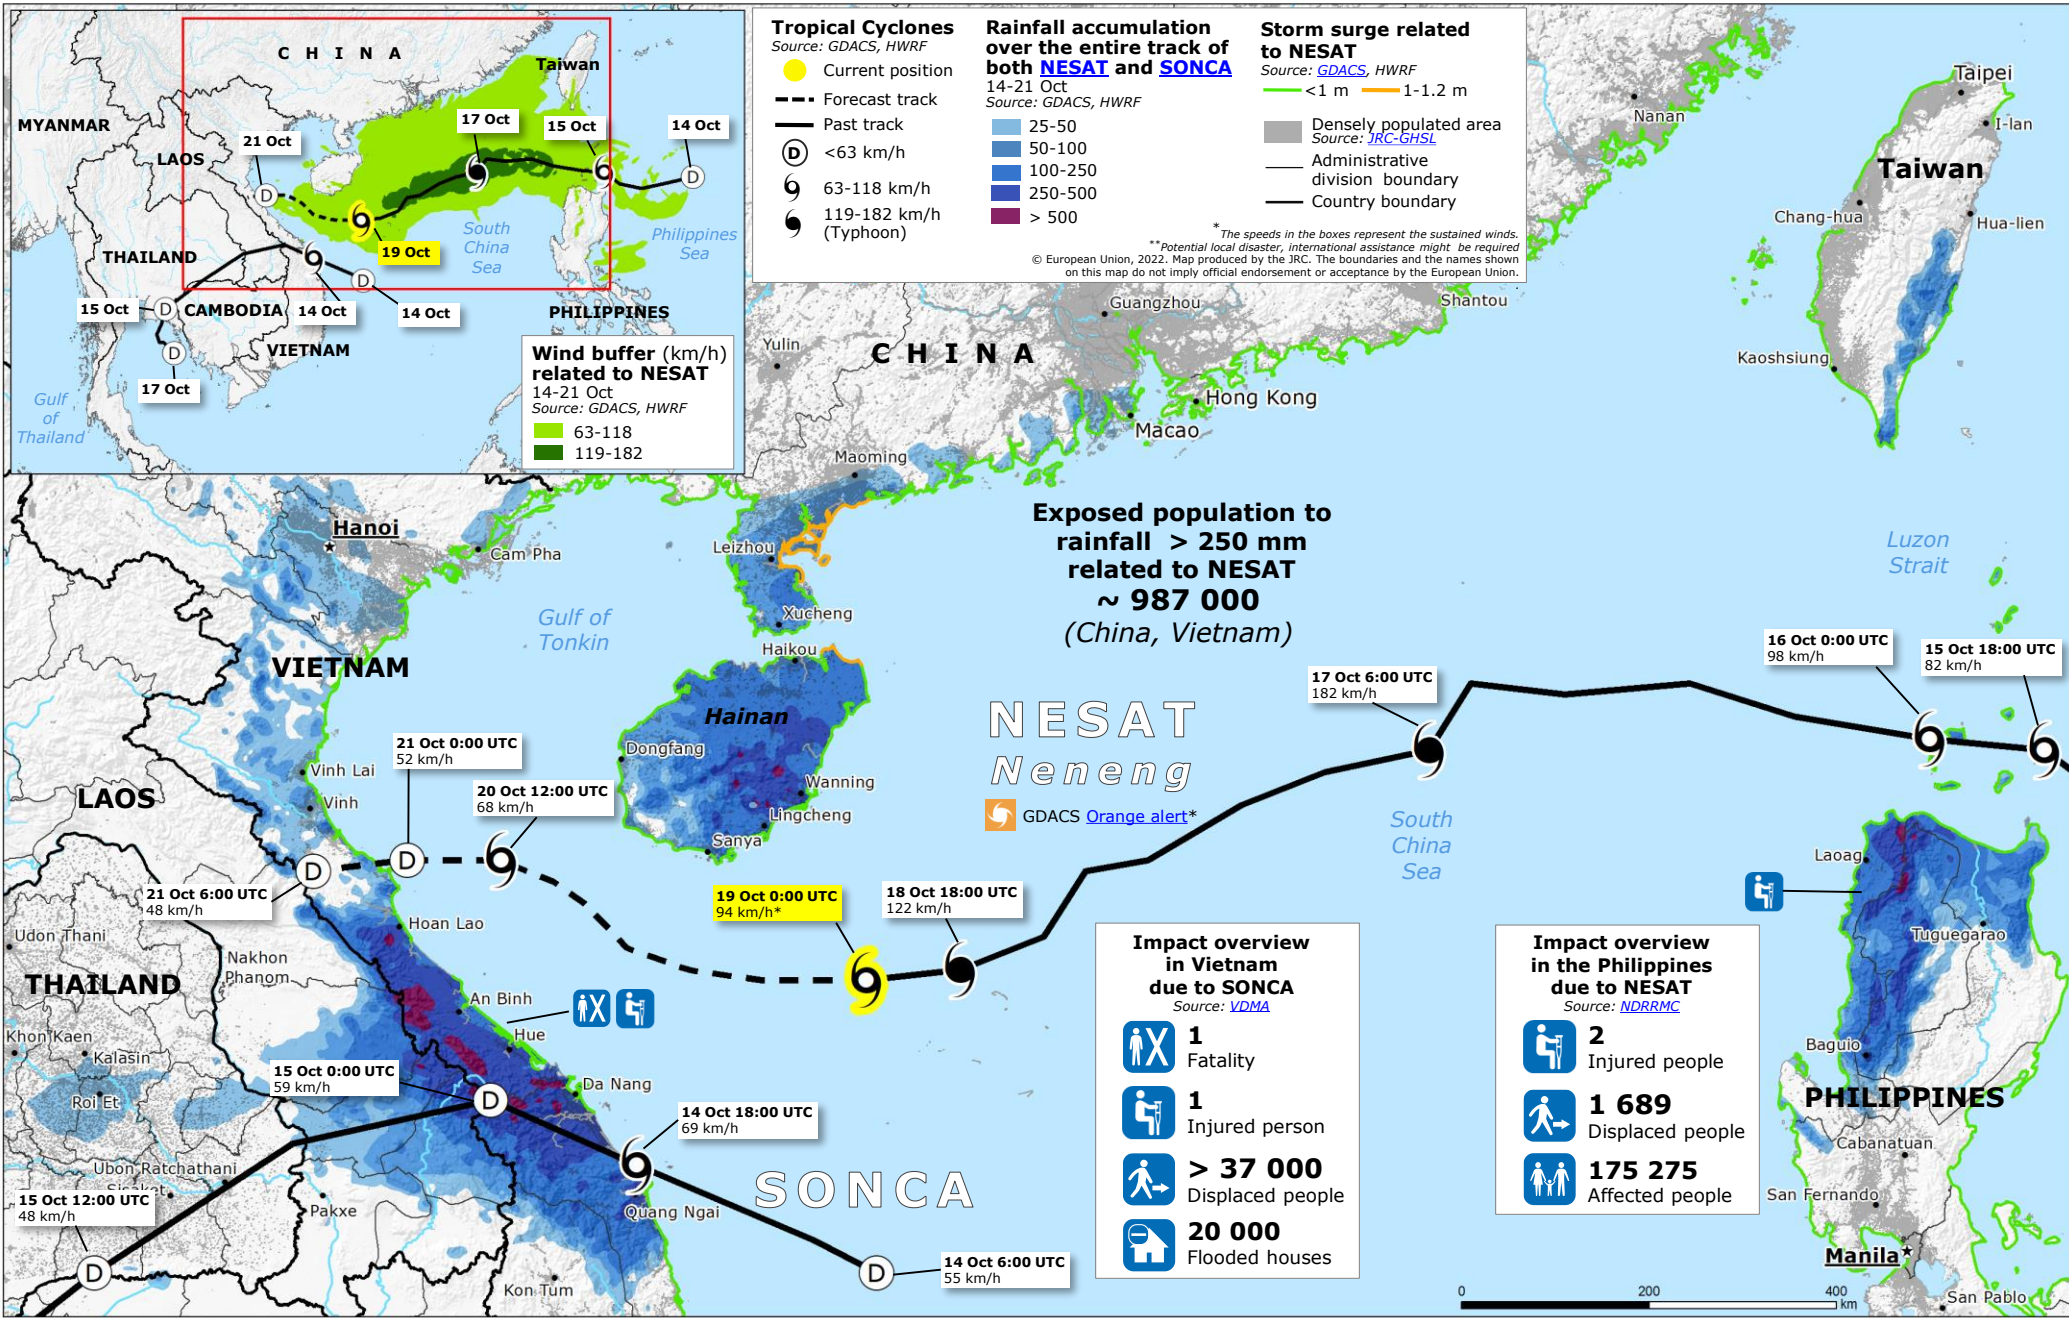 C H I N A
Taiwan
MYANMAR
LAOS
THAILAND
CAMBODIA
VIETNAM
PHILIPPINES
South
China
Sea
Philippines
Sea
Gulf
of
Thailand
21 Oct
17 Oct
15 Oct
14 Oct
19 Oct
15 Oct
14 Oct
14 Oct
17 Oct
D
D
D
D
D
Wind buffer (km/h)
related to NESAT
14-21 Oct
Source: GDACS, HWRF
63-118
119-182
Tropical Cyclones
Source: GDACS, HWRF
Current position
Forecast track
Past track
D <63 km/h
63-118 km/h
119-182 km/h
(Typhoon)
Rainfall accumulation
over the entire track of
both NESAT and SONCA
14-21 Oct
Source: GDACS, HWRF
25-50
50-100
100-250
250-500
> 500
Storm surge related
to NESAT
Source: GDACS, HWRF
<1 m 1-1.2 m
Densely populated area
Source: JRC-GHSL
Administrative
division boundary
Country boundary
*The speeds in the boxes represent the sustained winds.
**Potential local disaster, international assistance might be required
© European Union, 2022. Map produced by the JRC. The boundaries and the names shown
on this map do not imply official endorsement or acceptance by the European Union.
Nanan
Taipei
I-lan
Taiwan
Chang-hua
Hua-lien
Kaoshsiung
Shantou
Guangzhou
Yulin
C H I N A
Hong Kong
Macao
Maoming
Hanoi
Cam Pha
Leizhou
Xucheng
Gulf of
Tonkin
Haikou
Hainan
Dongfang
Wanning
Lingcheng
Sanya
VIETNAM
Vinh Lai
Vinh
LAOS
Exposed population to
rainfall > 250 mm
related to NESAT
~ 987 000
(China, Vietnam)
Luzon
Strait
NESAT
Neneng
GDACS Orange alert*
16 Oct 0:00 UTC
98 km/h
15 Oct 18:00 UTC
82 km/h
17 Oct 6:00 UTC
182 km/h
18 Oct 18:00 UTC
122 km/h
19 Oct 0:00 UTC
94 km/h*
20 Oct 12:00 UTC
68 km/h
21 Oct 0:00 UTC
52 km/h
21 Oct 6:00 UTC
48 km/h
D
D
South
China
Sea
Hoan Lao
Udon Thani
Nakhon
Phanom
THAILAND
An Binh
Hue
Khon Kaen
Kalasin
Roi Et
Da Nang
15 Oct 0:00 UTC
59 km/h
D
14 Oct 18:00 UTC
69 km/h
Ubon Ratchathani
Sisaket
15 Oct 12:00 UTC
48 km/h
D
Pakxe
Quang Ngai
Kon Tum
SONCA
D
14 Oct 6:00 UTC
55 km/h
Impact overview
in Vietnam
due to SONCA
Source: VDMA
1
Fatality
1
Injured person
> 37 000
Displaced people
20 000
Flooded houses
Impact overview
in the Philippines
due to NESAT
Source: NDRRMC
2
Injured people
1 689
Displaced people
175 275
Affected people
Laoag
Tuguegarao
Baguio
PHILIPPINES
Cabanatuan
San Fernando
Manila
San Pablo
0 200 400
km